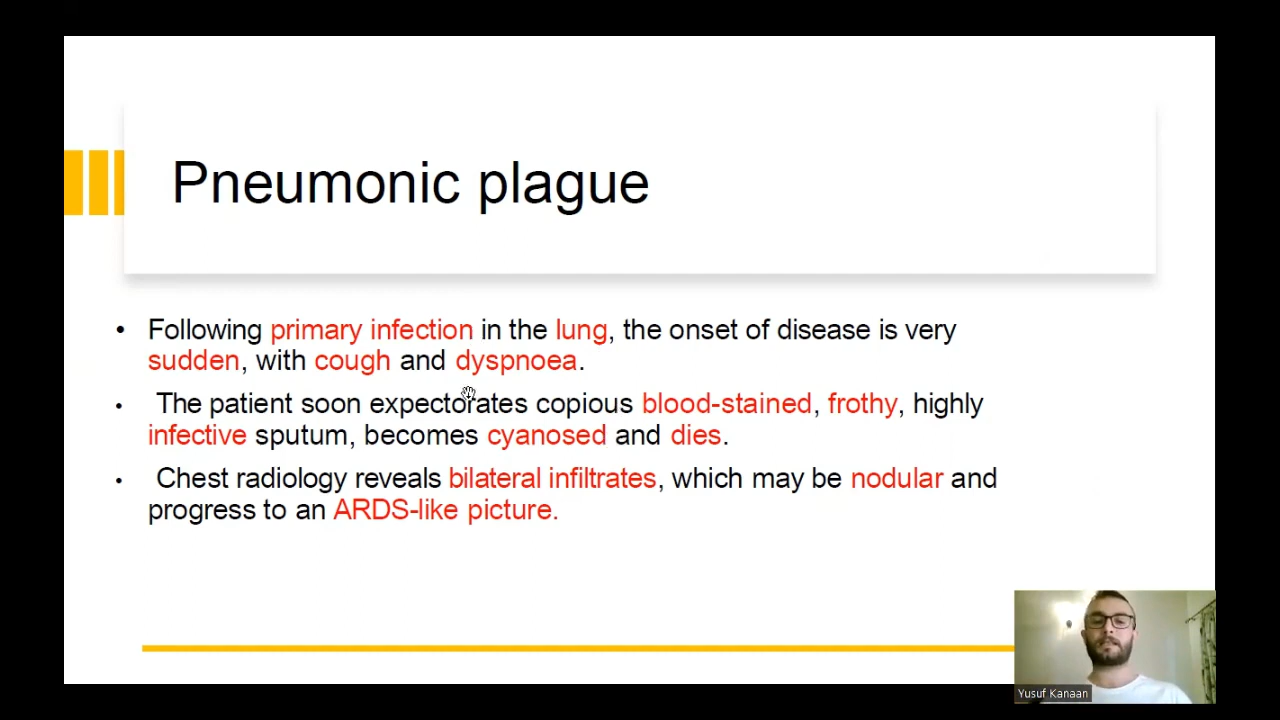 Pneumonic plague
• Following primary infection in the lung, the onset of disease is very
sudden, with cough and dyspnoea.
• The patient soon expectorates copious blood-stained, frothy, highly
infective sputum, becomes cyanosed and dies.
• Chest radiology reveals bilateral infiltrates, which may be nodular and
progress to an ARDS-like picture.
Yusuf Kanaan